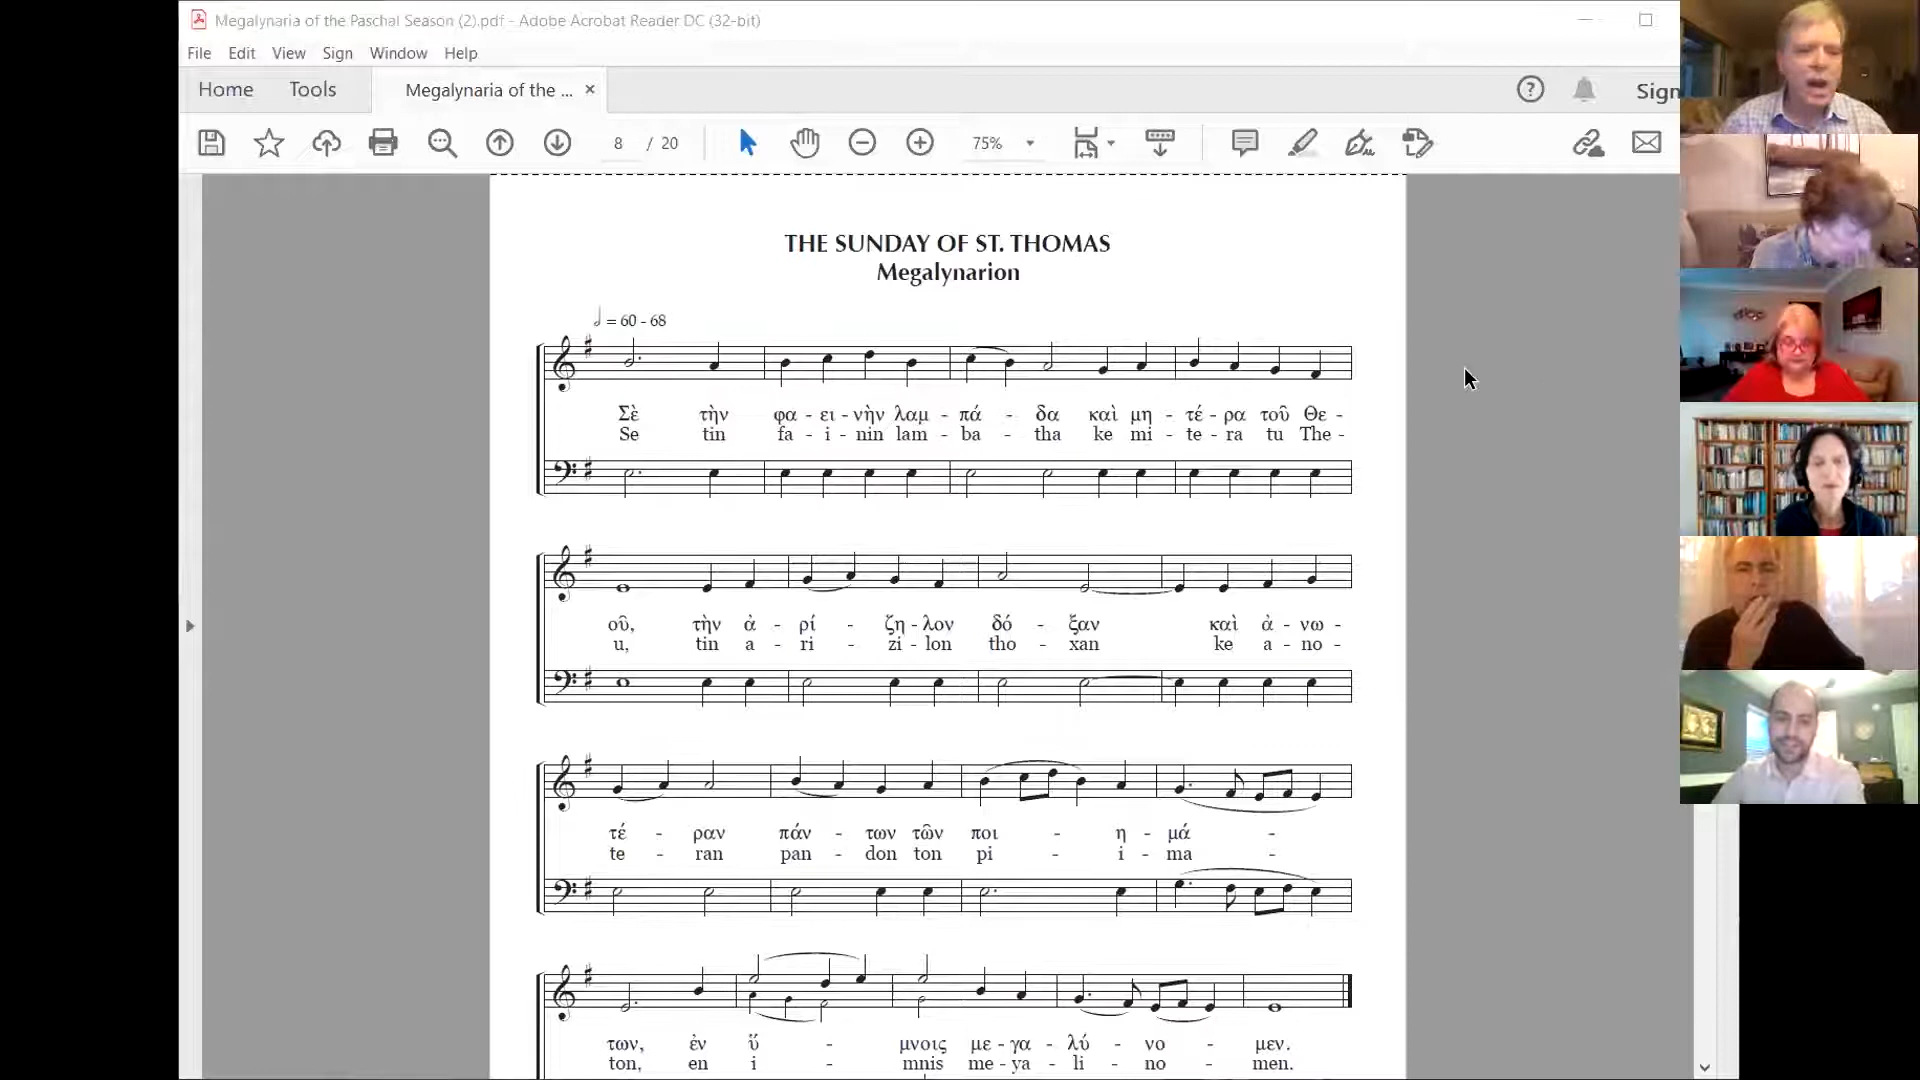 Megalynaria of the Paschal Season (2).pdf - Adobe Acrobat Reader DC (32-bit)
File Edit View Sign Window Help
Home Tools Megalynaria of the ... × Sign
8 / 20 75%
THE SUNDAY OF ST. THOMAS
Megalynarion
= 60 - 68
Σὲ τὴν φα - ει - νὴν λαμ - πά - δα καὶ μη - τέ - ρα τοῦ Θε -
Se tin fa - i - nin lam - ba - tha ke mi - te - ra tu The -
οῦ, τὴν ἀ - ρί - ζη - λον δό - ξαν καὶ ἀ - νω -
u, tin a - ri - zi - lon tho - xan ke a - no -
τέ - ραν πάν - των τῶν ποι - η - μά -
te - ran pan - don ton pi - i - ma -
των, ἐν ὕ - μνοις με - γα - λύ - νο - μεν.
ton, en i - mnis me - ya - li - no - men.